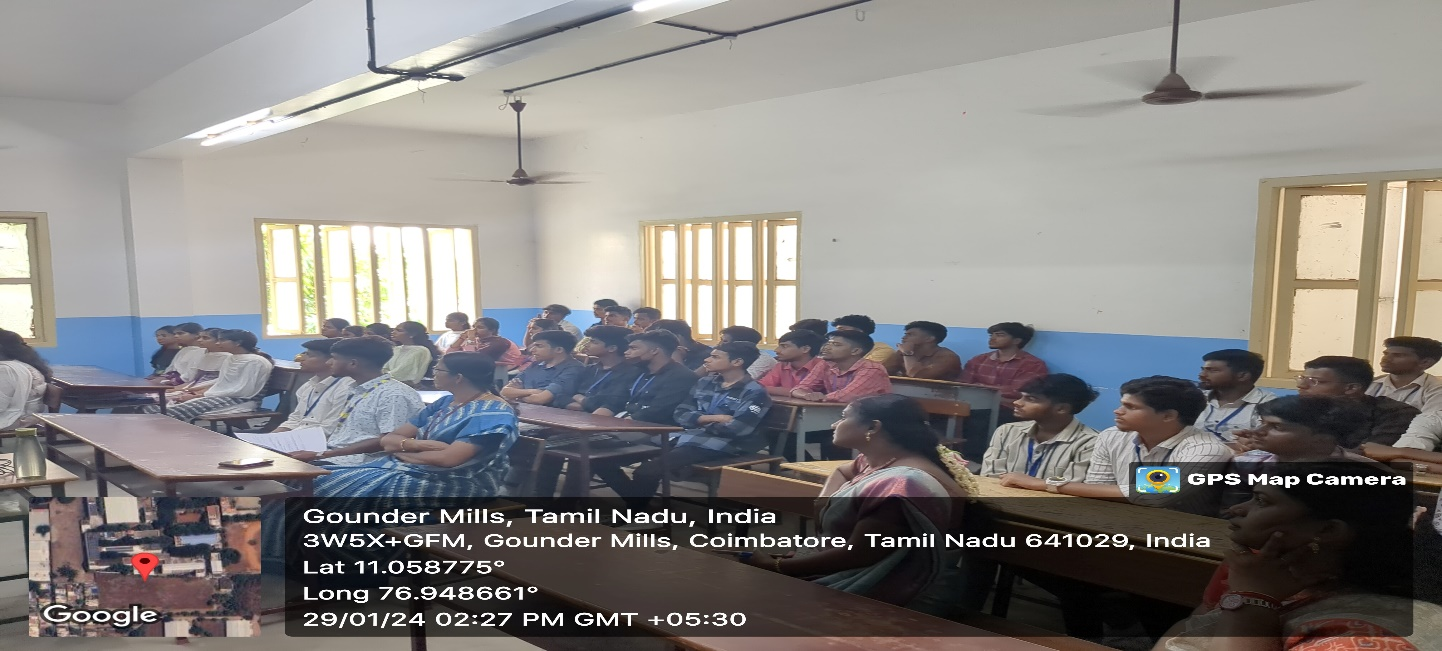 GPS Map Camera
Gounder Mills, Tamil Nadu, India
3W5X+GFM, Gounder Mills, Coimbatore, Tamil Nadu 641029, India
Lat 11.058775°
Long 76.948661°
29/01/24 02:27 PM GMT +05:30
Google